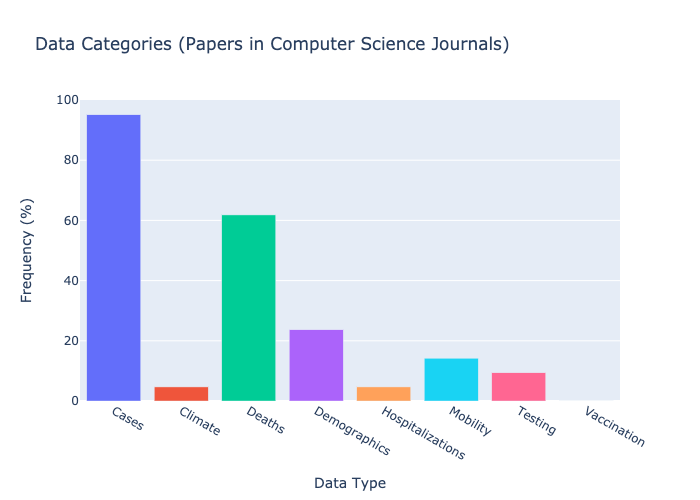 Data Categories (Papers in Computer Science Journals)
100
80
60
40
20
0
Frequency (%)
Cases
Climate
Deaths
Demographics
Hospitalizations
Mobility
Testing
Vaccination
Data Type